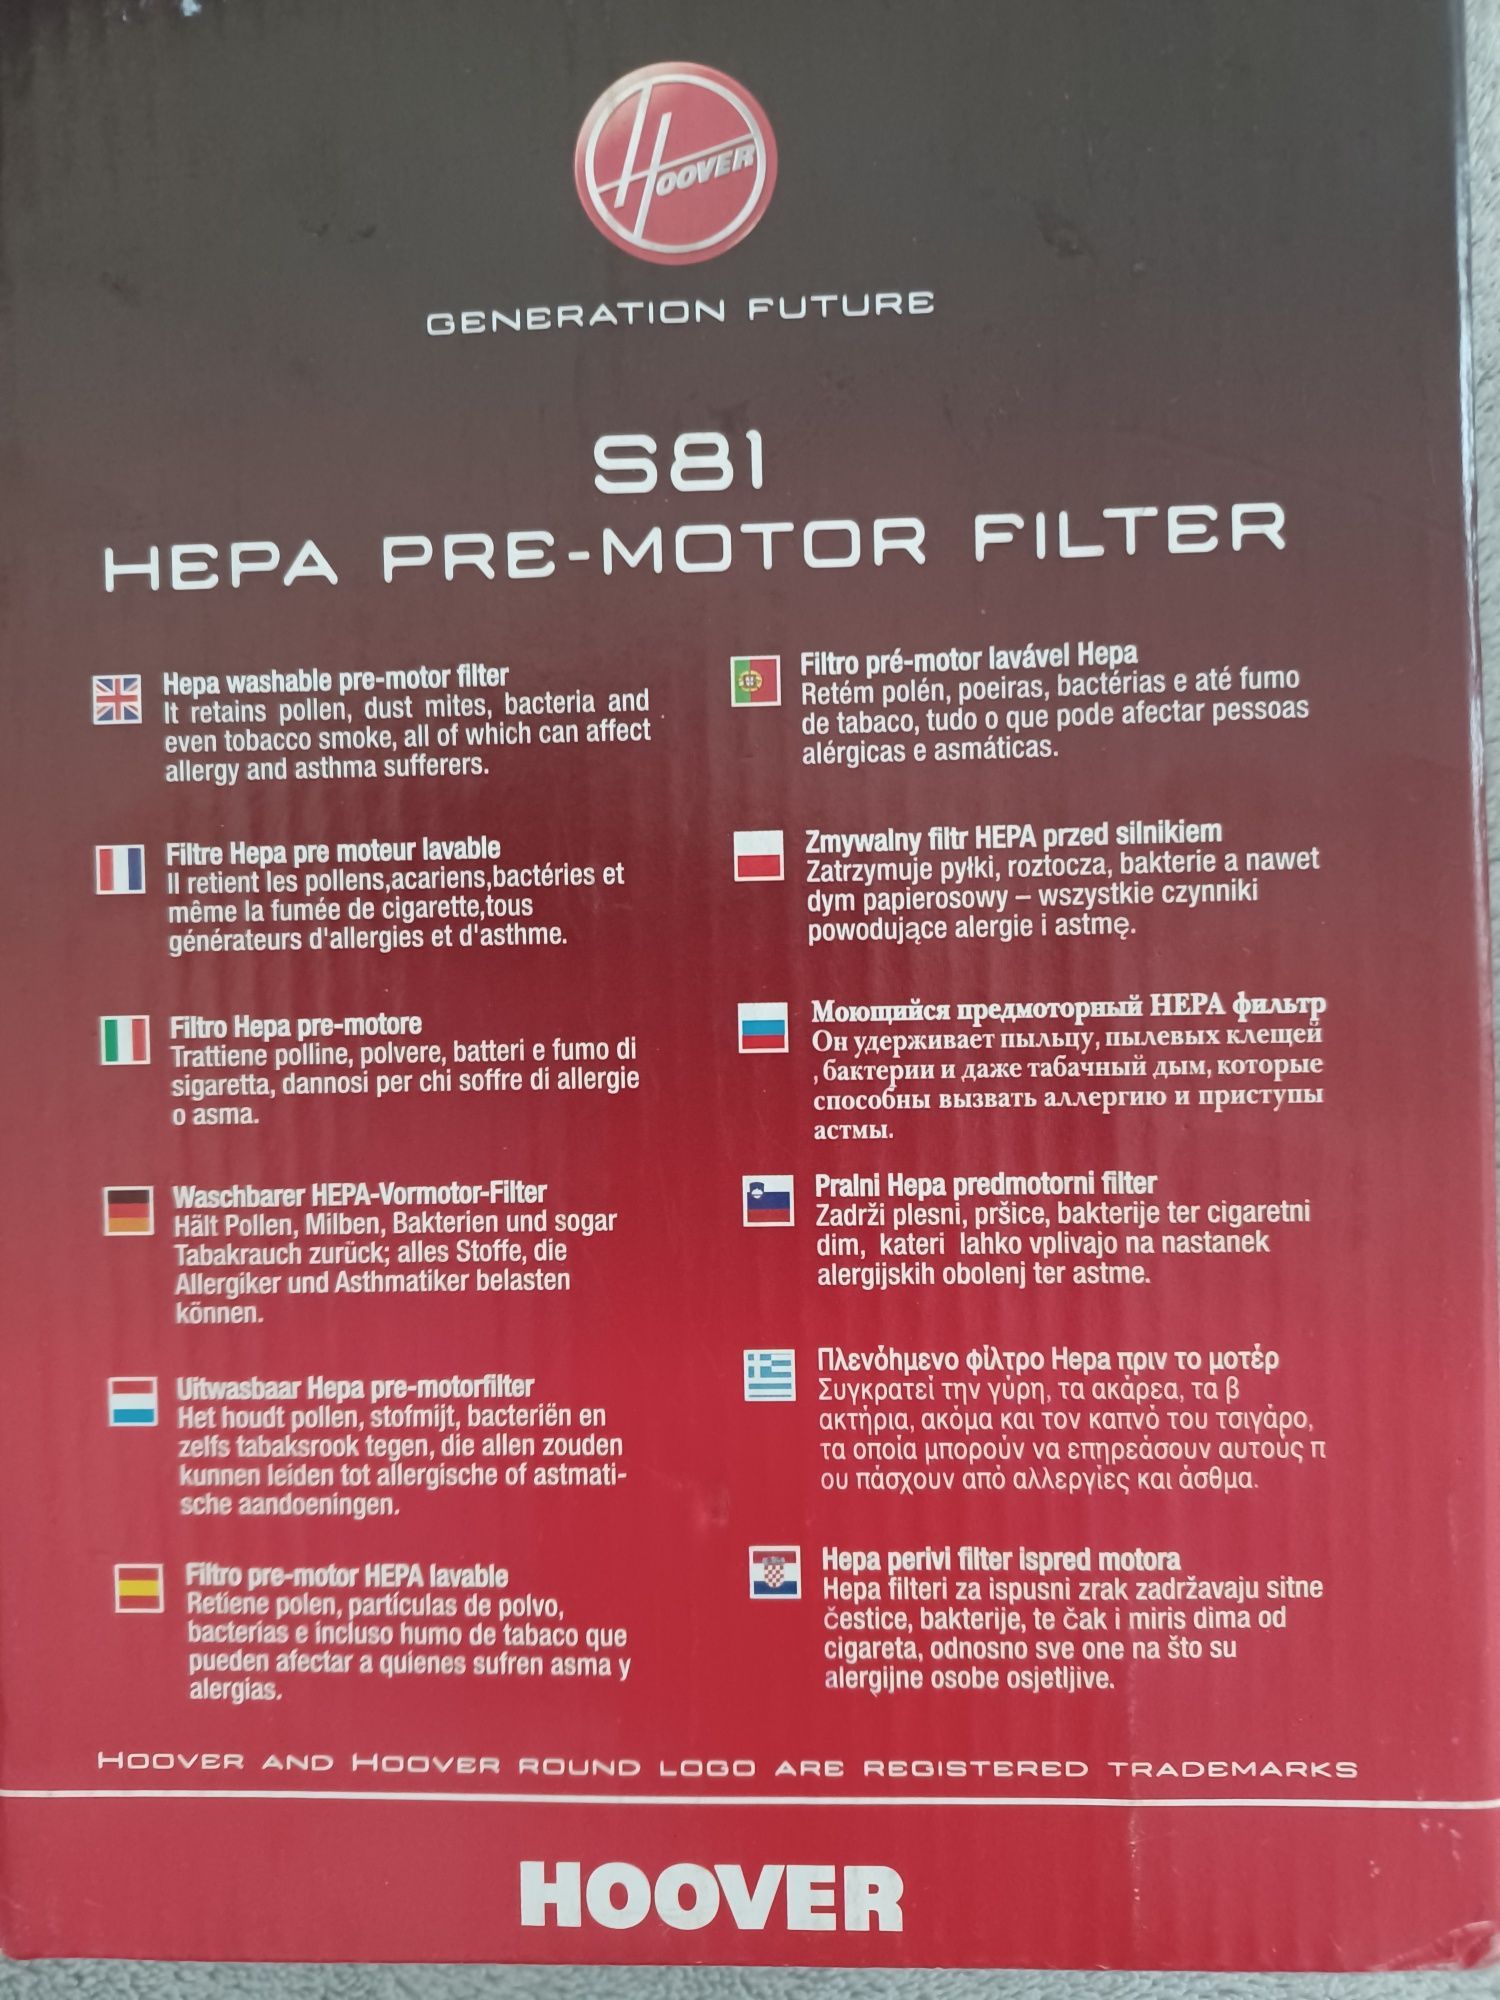 HOOVER
GENERATION FUTURE
S81
HEPA PRE-MOTOR FILTER
Hepa washable pre-motor filter
It retains pollen, dust mites, bacteria and
even tobacco smoke, all of which can affect
allergy and asthma sufferers.
Filtre Hepa pre moteur lavable
Il retient les pollens,acariens,bactéries et
même la fumée de cigarette,tous
générateurs d'allergies et d'asthme.
Filtro Hepa pre-motore
Trattiene polline, polvere, batteri e fumo di
sigaretta, dannosi per chi soffre di allergie
o asma.
Waschbarer HEPA-Vormotor-Filter
Hält Pollen, Milben, Bakterien und sogar
Tabakrauch zurück; alles Stoffe, die
Allergiker und Asthmatiker belasten
können.
Uitwasbaar Hepa pre-motorfilter
Het houdt pollen, stofmijt, bacteriën en
zelfs tabaksrook tegen, die allen zouden
kunnen leiden tot allergische of astmati-
sche aandoeningen.
Filtro pre-motor HEPA lavable
Retiene polen, partículas de polvo,
bacterias e incluso humo de tabaco que
pueden afectar a quienes sufren asma y
alergias.
Filtro pré-motor lavável Hepa
Retém polén, poeiras, bactérias e até fumo
de tabaco, tudo o que pode afectar pessoas
alérgicas e asmáticas.
Zmywalny filtr HEPA przed silnikiem
Zatrzymuje pyłki, roztocza, bakterie a nawet
dym papierosowy – wszystkie czynniki
powodujące alergie i astmę.
Моющийся предмоторный HEPA фильтр
Он удерживает пыльцу, пылевых клещей
, бактерии и даже табачный дым, которые
способны вызвать аллергию и приступы
астмы.
Pralni Hepa predmotorni filter
Zadrži plesni, pršice, bakterije ter cigaretni
dim, kateri lahko vplivajo na nastanek
alergijskih obolenj ter astme.
Πλενόημενο φίλτρο Hepa πριν το μοτέρ
Συγκρατεί την γύρη, τα ακάρεα, τα β
ακτήρια, ακόμα και τον καπνό του τσιγάρο,
τα οποία μπορούν να επηρεάσουν αυτούς π
ου πάσχουν από αλλεργίες και άσθμα.
Hepa perivi filter ispred motora
Hepa filteri za ispusni zrak zadržavaju sitne
čestice, bakterije, te čak i miris dima od
cigareta, odnosno sve one na što su
alergijne osobe osjetljive.
HOOVER AND HOOVER ROUND LOGO ARE REGISTERED TRADEMARKS
HOOVER